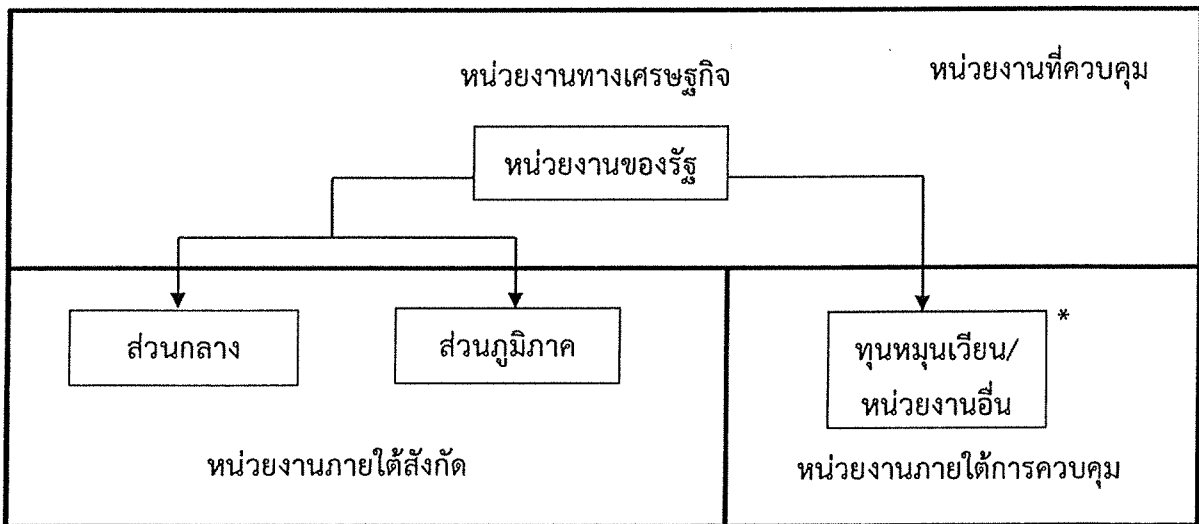 หน่วยงานทางเศรษฐกิจ
หน่วยงานที่ควบคุม
หน่วยงานของรัฐ
ส่วนกลาง
ส่วนภูมิภาค
ทุนหมุนเวียน/
หน่วยงานอื่น
*
หน่วยงานภายใต้สังกัด
หน่วยงานภายใต้การควบคุม